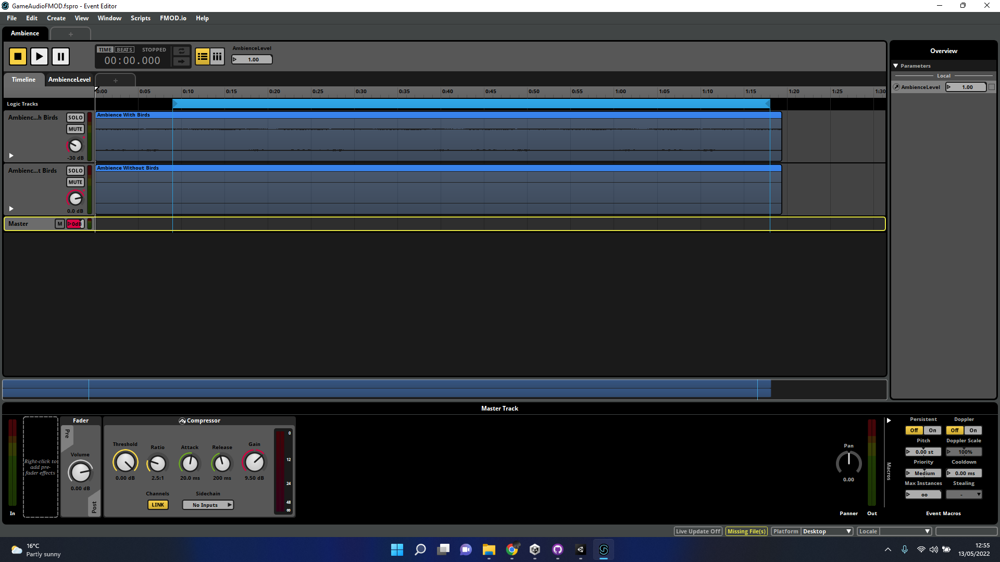 GameAudioFMOD.fspro - Event Editor
File Edit Create View Window Scripts FMOD.io Help
Ambience +
TIME BEATS STOPPED
00:00.000
AmbienceLevel
1.00
Timeline AmbienceLevel +
0:00 0:05 0:10 0:15 0:20 0:25 0:30 0:35 0:40 0:45 0:50 0:55 1:00 1:05 1:10 1:15 1:20 1:25 1:30
Logic Tracks
Ambienc...h Birds SOLO
MUTE
-30 dB
Ambience With Birds
Ambienc...t Birds SOLO
MUTE
0.0 dB
Ambience Without Birds
Master M 0dB
Overview
Parameters
Local
AmbienceLevel 1.00
Master Track
In
Right-click to
add pre-
fader effects
Fader
Pre
Volume
0.00 dB
Post
Compressor
Threshold Ratio Attack Release Gain
0.00 dB 2.5:1 20.0 ms 200 ms 9.50 dB
Channels Sidechain
LINK No Inputs
0
12
24
48
∞
Pan
0.00
Panner Out
Macros
Persistent Doppler
Off On Off On
Pitch Doppler Scale
0.00 st 100%
Priority Cooldown
Medium 0.00 ms
Max Instances Stealing
∞ -
Event Macros
Live Update Off Missing File(s) Platform Desktop Locale
16°C
Partly sunny
12:55
13/05/2022